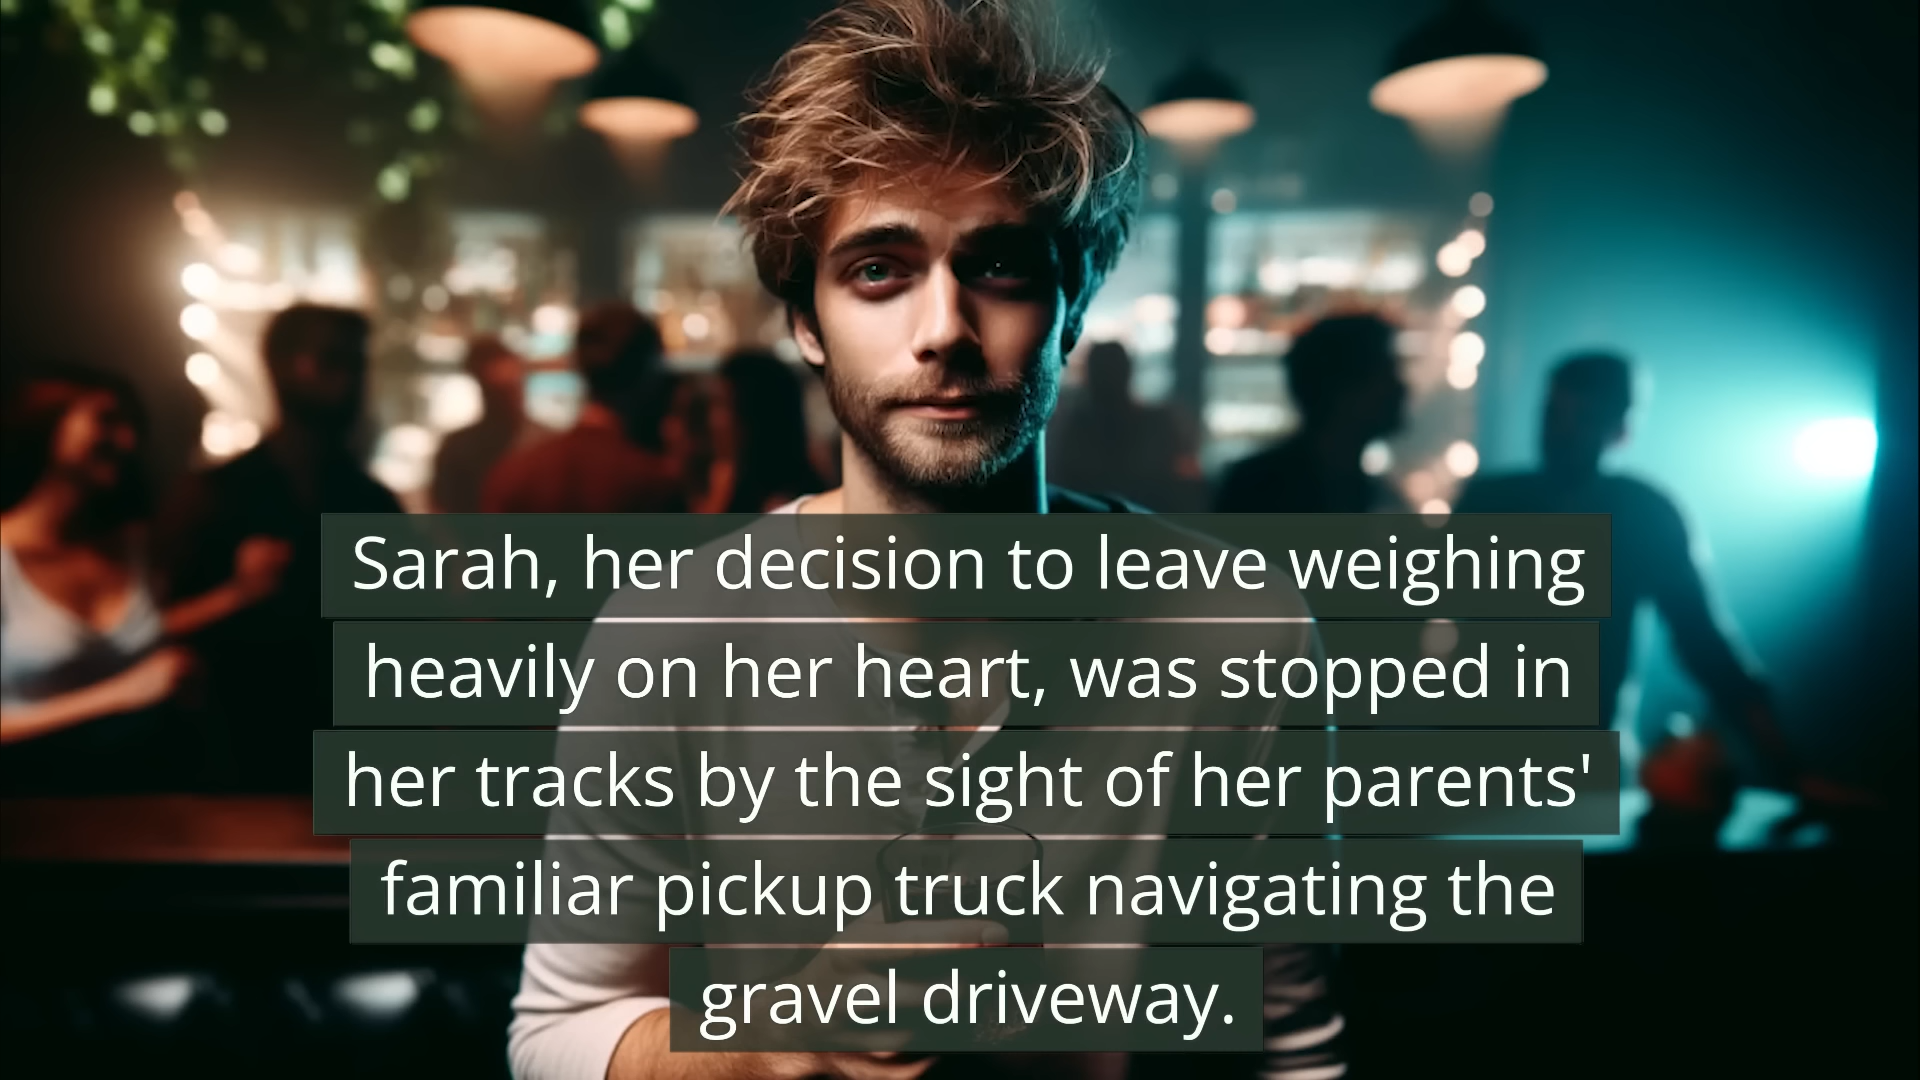 Sarah, her decision to leave weighing
heavily on her heart, was stopped in
her tracks by the sight of her parents'
familiar pickup truck navigating the
gravel driveway.